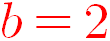 b = 2